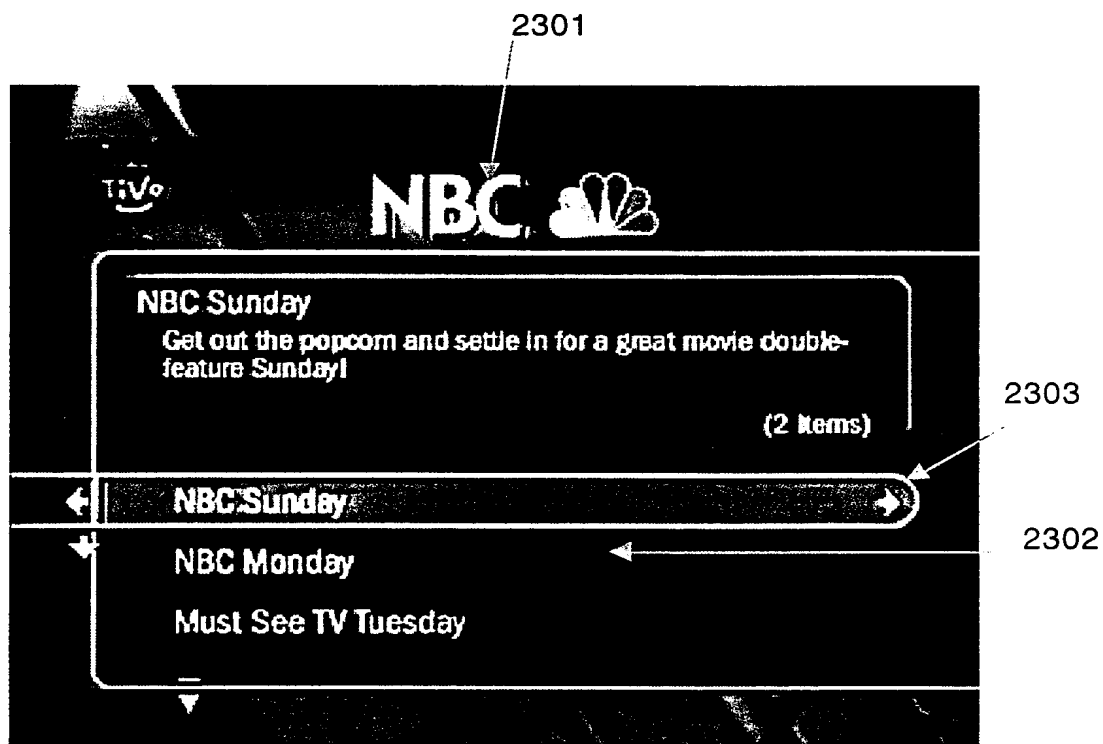 2301
TiVo
NBC
NBC Sunday
Get out the popcorn and settle in for a great movie double-
feature Sunday!
(2 Items)
2303
NBC Sunday
2302
NBC Monday
Must See TV Tuesday